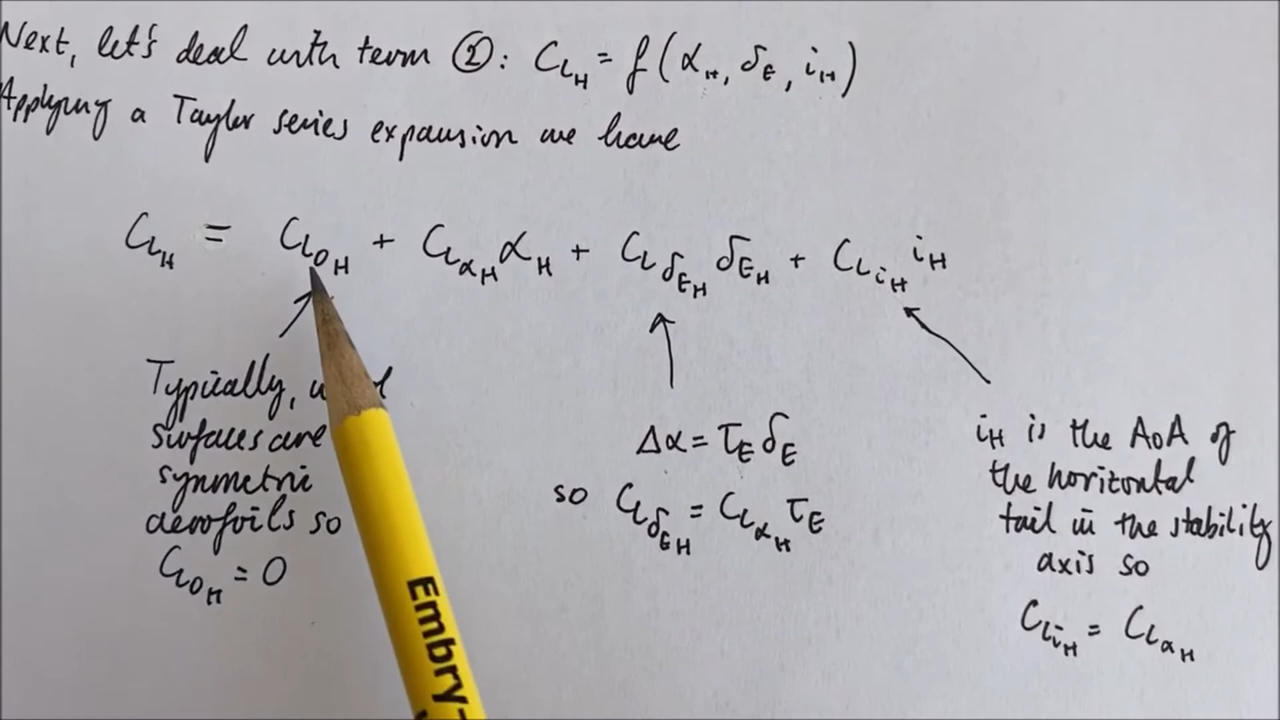 Next, let's deal with term ②: C_{L_H} = f(α_H, δ_E, i_H)
Applying a Taylor series expansion we have
C_{L_H} = C_{L_{0_H}} + C_{L_{α_H}} α_H + C_{L_{δ_{E_H}}} δ_{E_H} + C_{L_{i_H}} i_H
Typically,
surfaces are
symmetric
aerofoils so
C_{L_{0_H}} = 0
Δα = τ_E δ_E
so C_{L_{δ_{E_H}}} = C_{L_{α_H}} τ_E
i_H is the AoA of
the horizontal
tail in the stability
axis so
C_{L_{i_H}} = C_{L_{α_H}}
Embry-